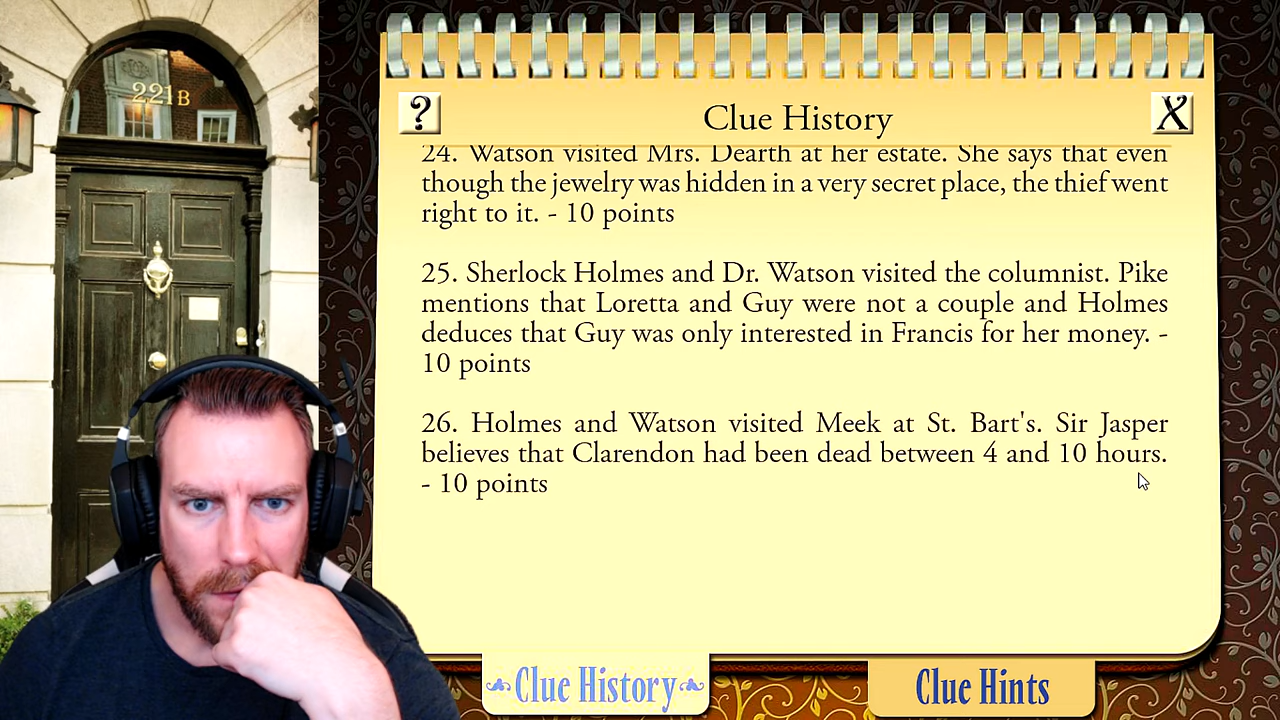 221B
?
Clue History
X
24. Watson visited Mrs. Dearth at her estate. She says that even
though the jewelry was hidden in a very secret place, the thief went
right to it. - 10 points
25. Sherlock Holmes and Dr. Watson visited the columnist. Pike
mentions that Loretta and Guy were not a couple and Holmes
deduces that Guy was only interested in Francis for her money. -
10 points
26. Holmes and Watson visited Meek at St. Bart's. Sir Jasper
believes that Clarendon had been dead between 4 and 10 hours.
- 10 points
Clue History
Clue Hints